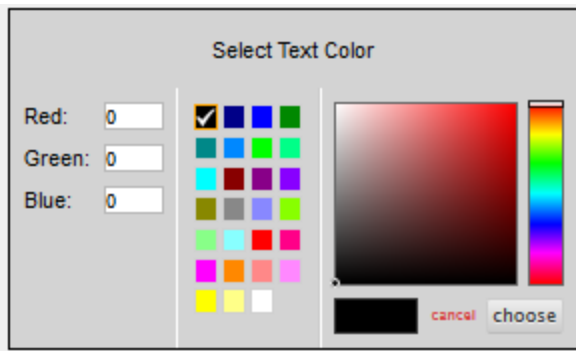 Select Text Color
Red: 0
Green: 0
Blue: 0
cancel choose